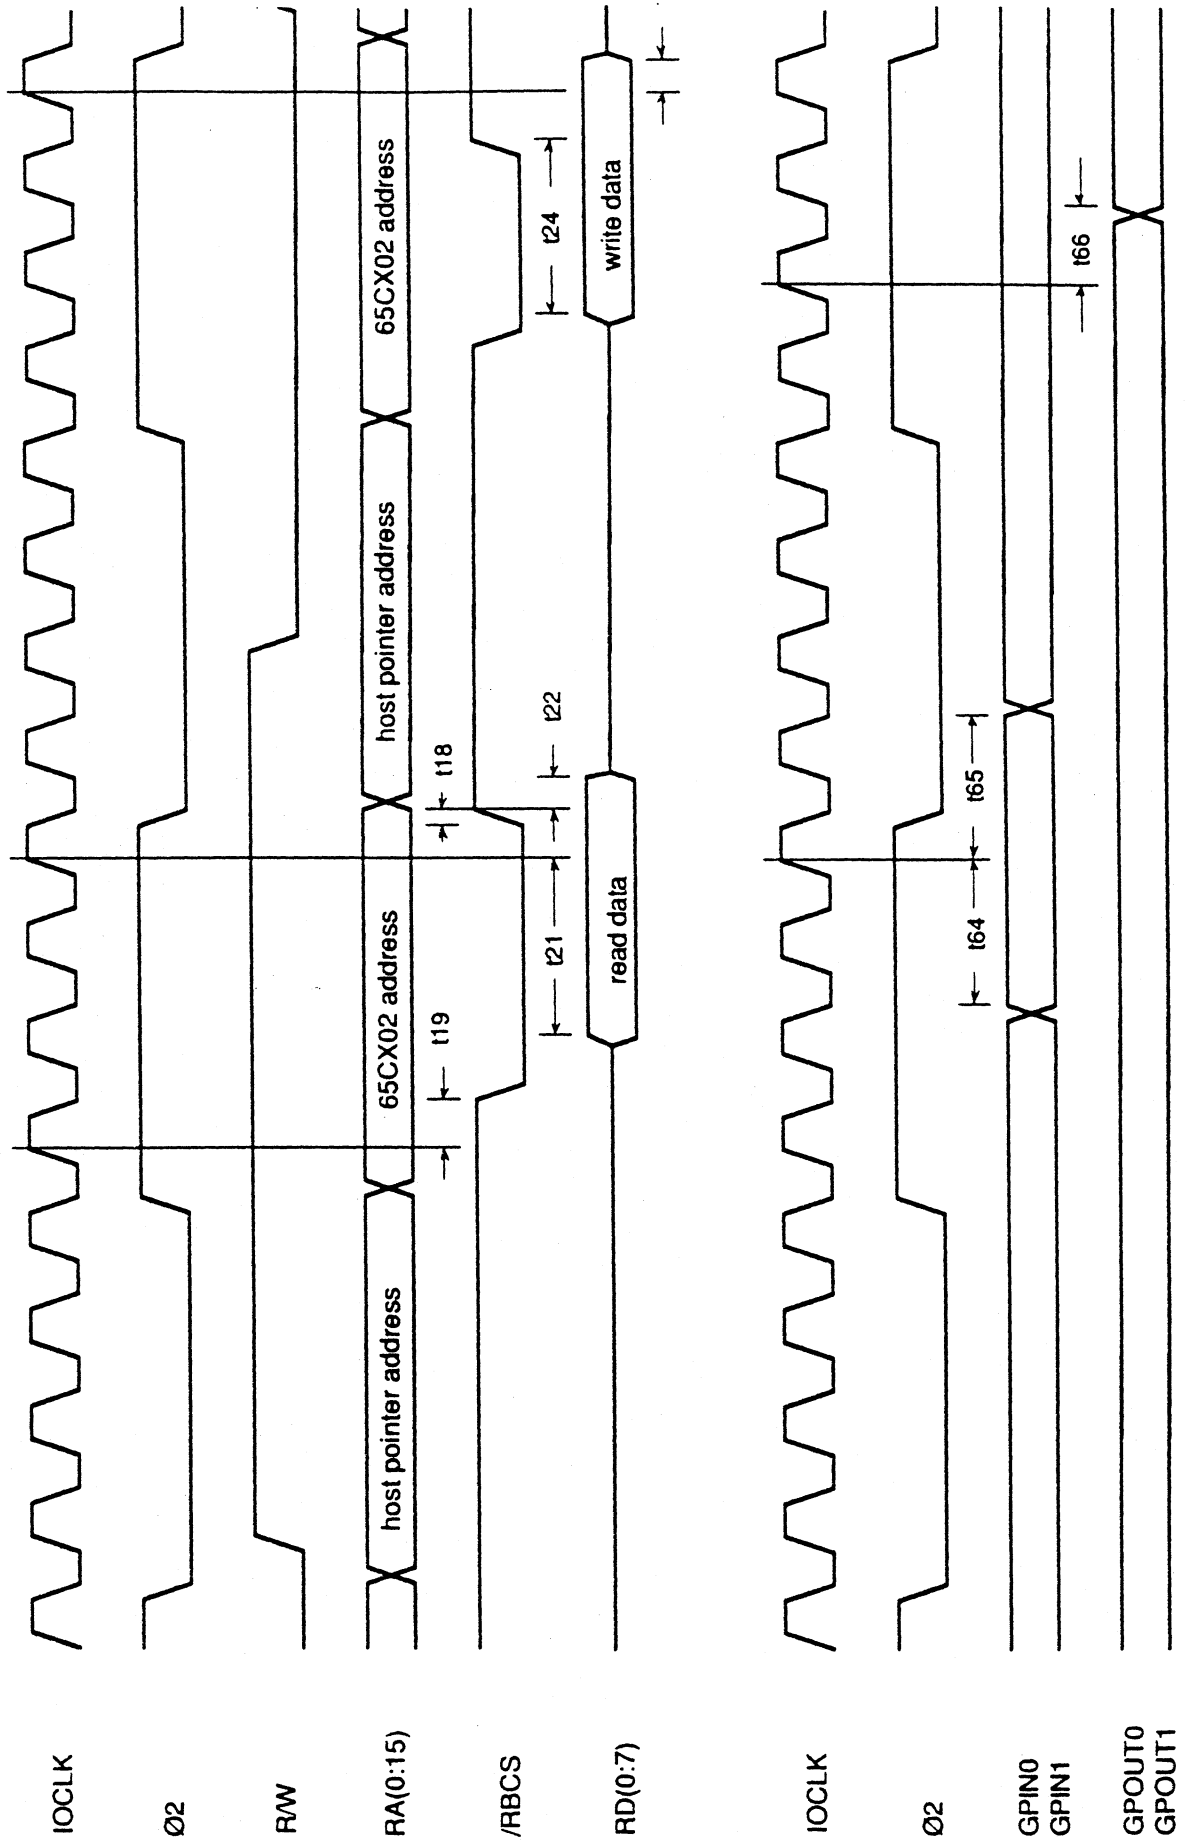 IOCLK
Ø2
R/W
RA(0:15)
host pointer address
65CX02 address
host pointer address
65CX02 address
t19
t18
/RBCS
t21
t22
t24
RD(0:7)
read data
write data
IOCLK
Ø2
t64
t65
GPIN0
GPIN1
t66
GPOUT0
GPOUT1